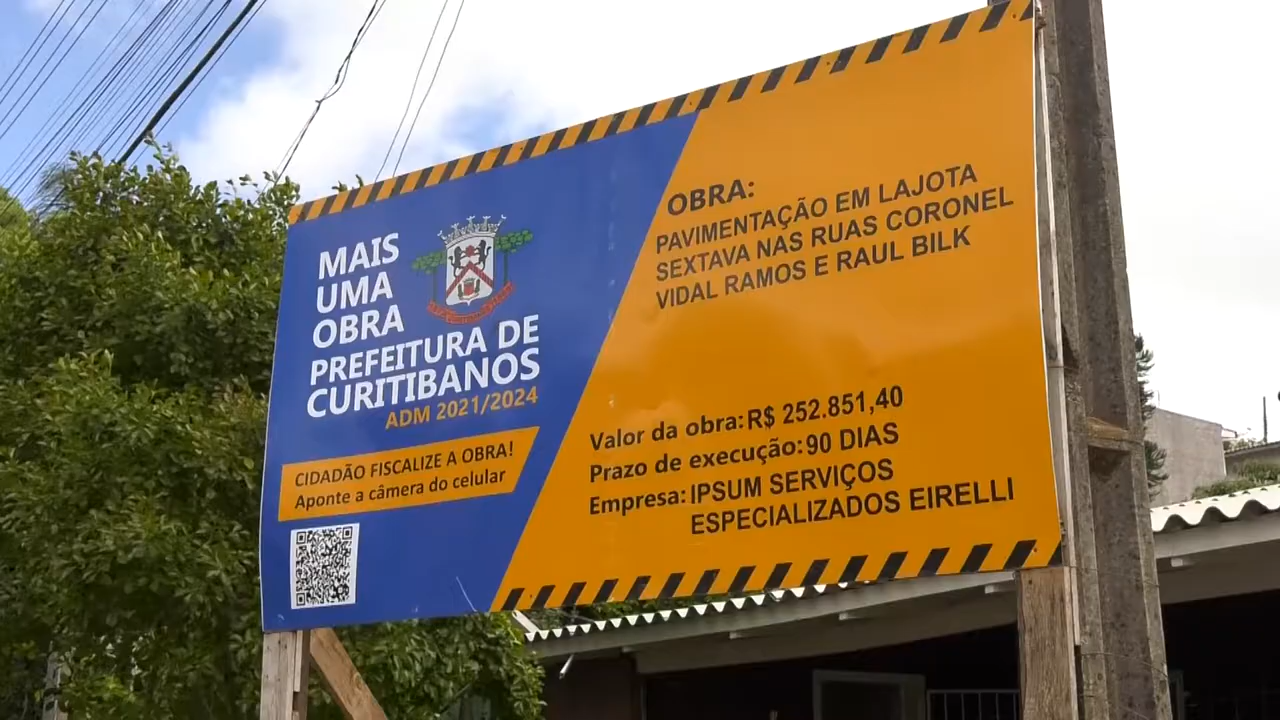 MAIS
UMA
OBRA
PREFEITURA DE
CURITIBANOS
ADM 2021/2024
CIDADÃO FISCALIZE A OBRA!
Aponte a câmera do celular
OBRA:
PAVIMENTAÇÃO EM LAJOTA
SEXTAVA NAS RUAS CORONEL
VIDAL RAMOS E RAUL BILK
Valor da obra: R$ 252.851,40
Prazo de execução: 90 DIAS
Empresa: IPSUM SERVIÇOS
ESPECIALIZADOS EIRELLI